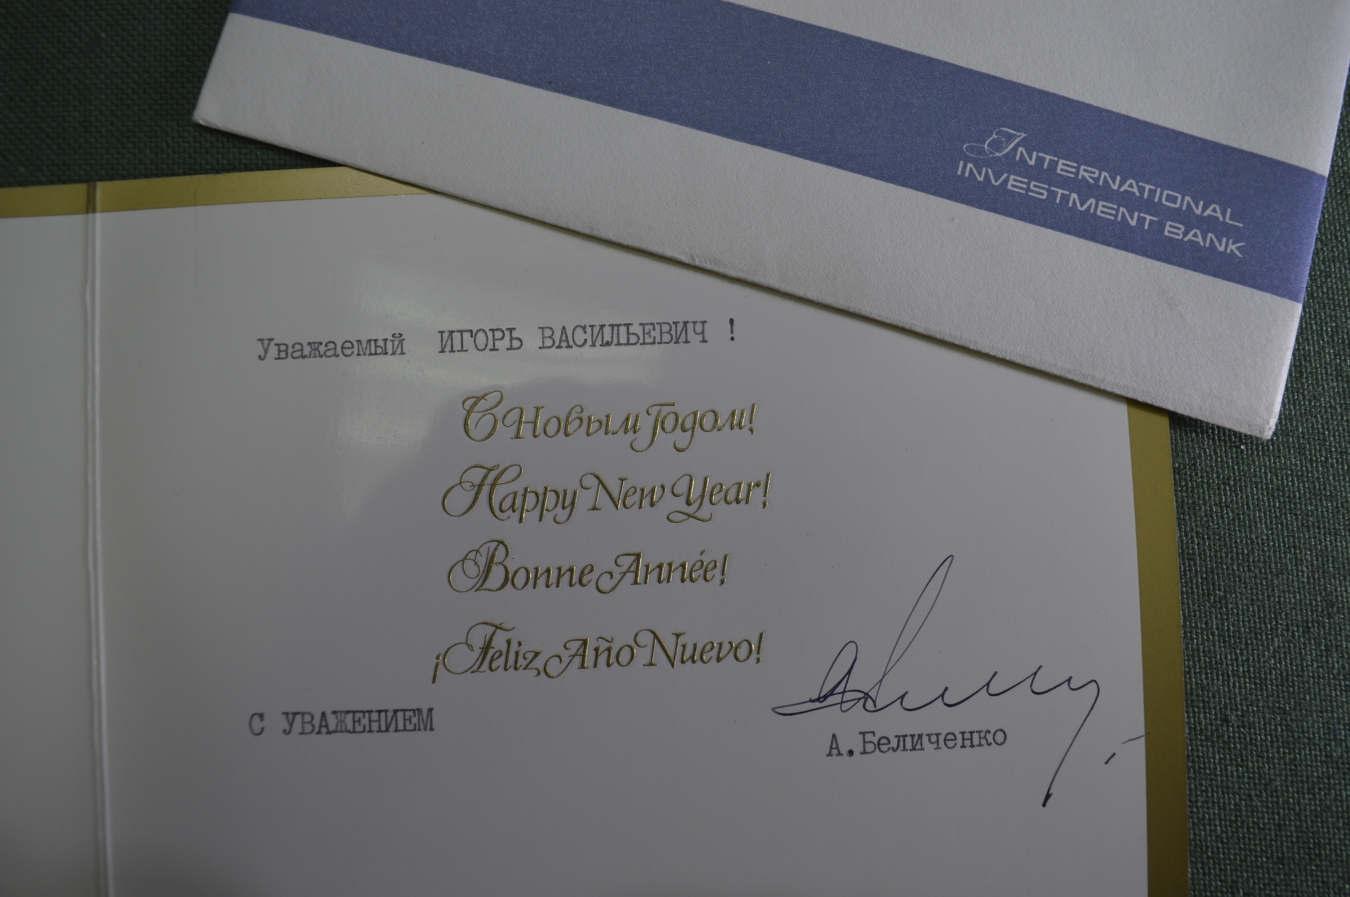 INTERNATIONAL
INVESTMENT BANK
Уважаемый ИГОРЬ ВАСИЛЬЕВИЧ !
С Новым Годом!
Happy New Year!
Bonne Année!
¡Feliz Año Nuevo!
С УВАЖЕНИЕМ
А.Беличенко